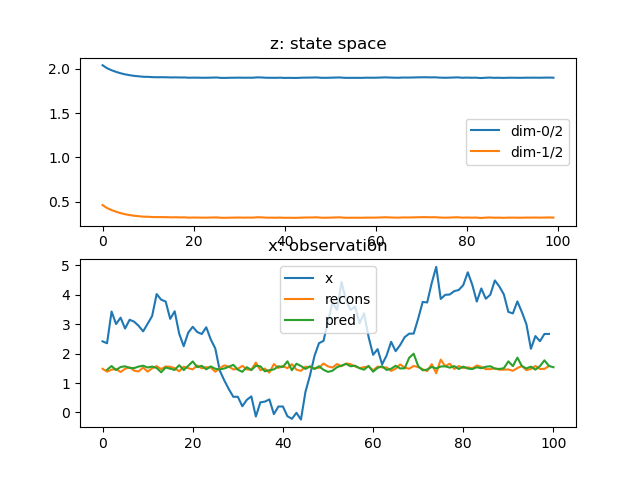 z: state space
2.0
1.5
1.0
0.5
dim-0/2
dim-1/2
0 20 40 60 80 100
x: observation
5
4
3
2
1
0
x
recons
pred
0 20 40 60 80 100